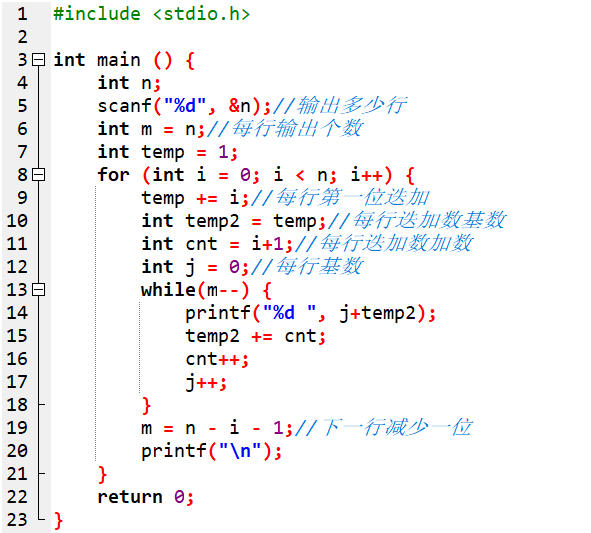 1 #include <stdio.h>
2
3 int main () {
4 int n;
5 scanf("%d", &n);//输出多少行
6 int m = n;//每行输出个数
7 int temp = 1;
8 for (int i = 0; i < n; i++) {
9 temp += i;//每行第一位迭加
10 int temp2 = temp;//每行迭加数基数
11 int cnt = i+1;//每行迭加数加数
12 int j = 0;//每行基数
13 while(m--) {
14 printf("%d ", j+temp2);
15 temp2 += cnt;
16 cnt++;
17 j++;
18 }
19 m = n - i - 1;//下一行减少一位
20 printf("\n");
21 }
22 return 0;
23 }